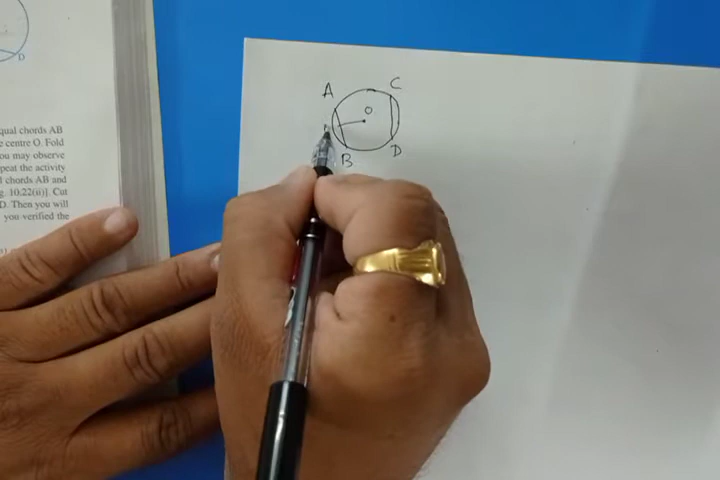 D
qual chords AB
e centre O. Fold
ou may observe
peat the activity
l chords AB and
g. 10.22(ii)]. Cut
D. Then you will
you verified the
A
C
O
B
D